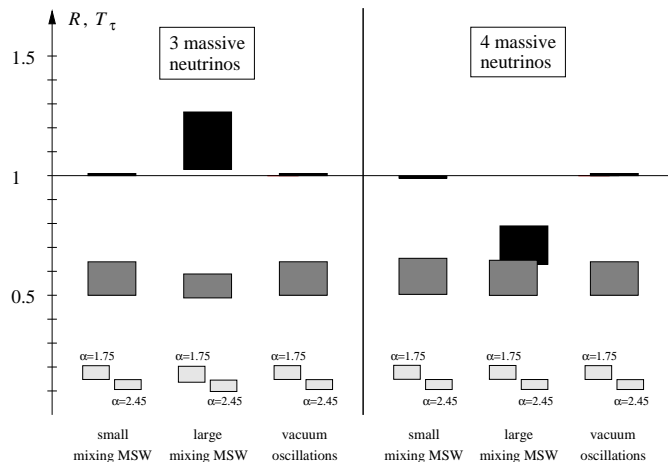 R, Tτ
3 massive
neutrinos
4 massive
neutrinos
1.5
1
0.5
α=1.75
α=2.45
α=1.75
α=2.45
α=1.75
α=2.45
α=1.75
α=2.45
α=1.75
α=2.45
α=1.75
α=2.45
small
mixing MSW
large
mixing MSW
vacuum
oscillations
small
mixing MSW
large
mixing MSW
vacuum
oscillations